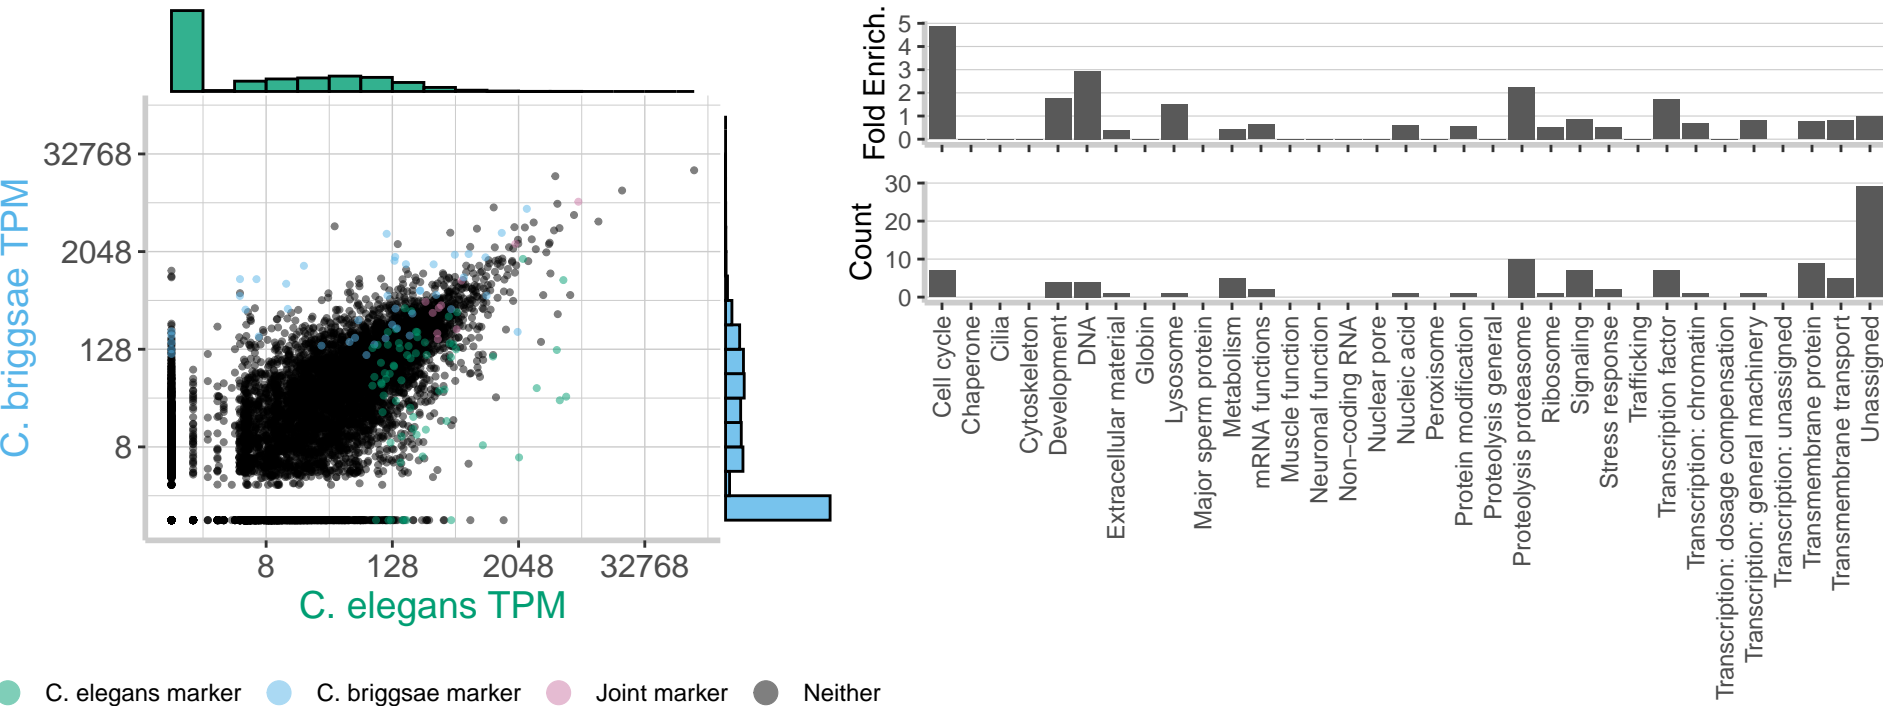 C. briggsae TPM
32768
2048
128
8
8
128
2048
32768
C. elegans TPM
C. elegans marker
C. briggsae marker
Joint marker
Neither
Fold Enrich.
5
4
3
2
1
0
Count
30
20
10
0
Cell cycle
Chaperone
Cilia
Cytoskeleton
Development
DNA
Extracellular material
Globin
Lysosome
Major sperm protein
Metabolism
mRNA functions
Muscle function
Neuronal function
Non−coding RNA
Nuclear pore
Nucleic acid
Peroxisome
Protein modification
Proteolysis general
Proteolysis proteasome
Ribosome
Signaling
Stress response
Trafficking
Transcription factor
Transcription: chromatin
Transcription: dosage compensation
Transcription: general machinery
Transcription: unassigned
Transmembrane protein
Transmembrane transport
Unassigned